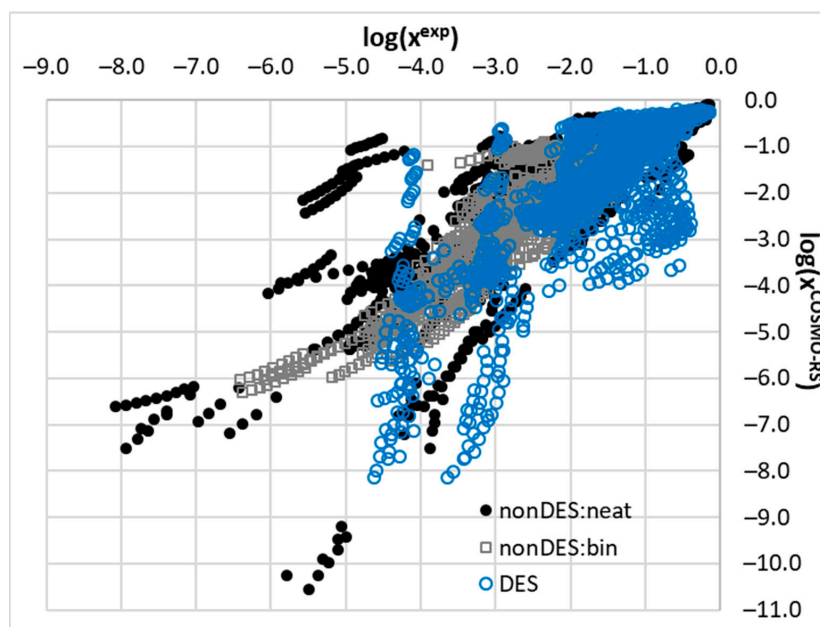 log(x^exp)
–9.0 –8.0 –7.0 –6.0 –5.0 –4.0 –3.0 –2.0 –1.0 0.0
0.0
–1.0
–2.0
–3.0
–4.0
–5.0
–6.0
–7.0
–8.0
–9.0
–10.0
–11.0
log(x^COSMO-RS)
nonDES:neat
nonDES:bin
DES